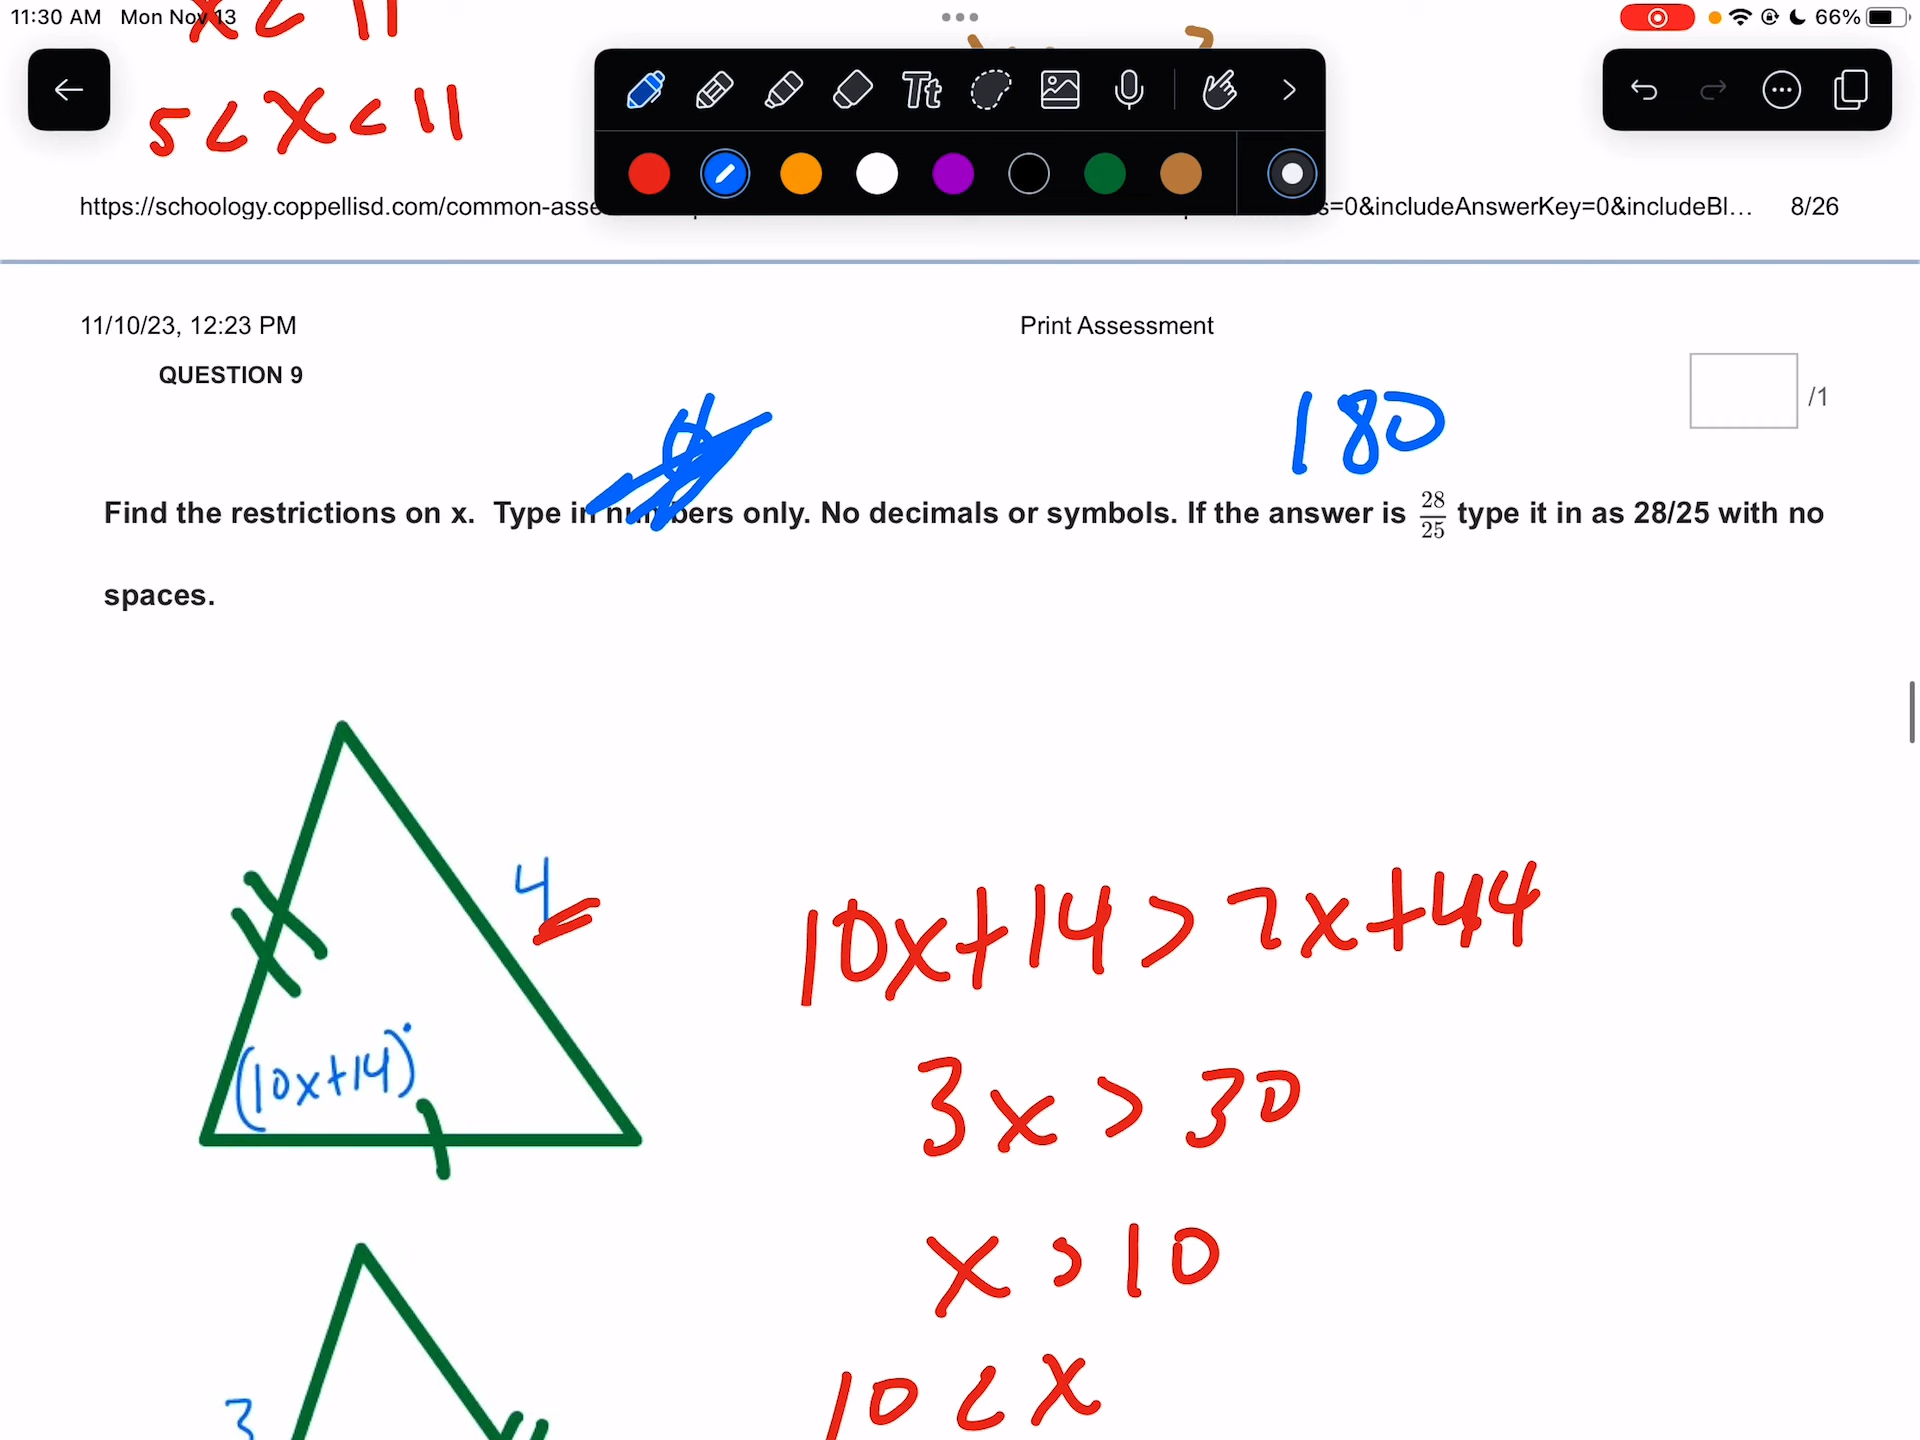 11:30 AM Mon Nov 13
66%
x < 11
5 < x < 11
Tt
https://schoology.coppellisd.com/common-asse
s=0&includeAnswerKey=0&includeBl… 8/26
11/10/23, 12:23 PM
Print Assessment
QUESTION 9
/1
180
Find the restrictions on x. Type in numbers only. No decimals or symbols. If the answer is 28/25 type it in as 28/25 with no
spaces.
4
10x+14 > 7x+44
(10x+14)°
3x > 30
x > 10
10 < x
3